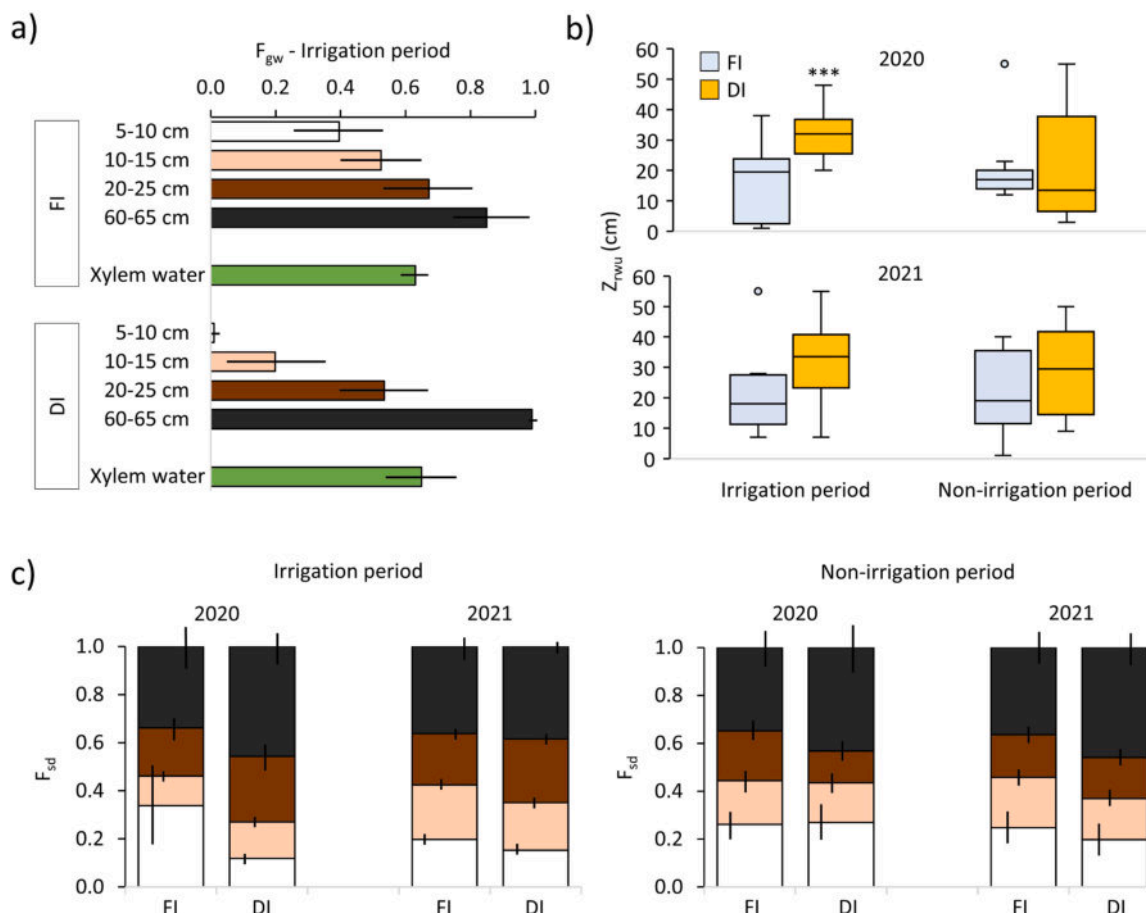 a)
F_gw - Irrigation period
0.0 0.2 0.4 0.6 0.8 1.0
FI
5-10 cm
10-15 cm
20-25 cm
60-65 cm
Xylem water
DI
5-10 cm
10-15 cm
20-25 cm
60-65 cm
Xylem water
b)
FI
DI
***
2020
60
50
40
30
20
10
0
Z_rwu (cm)
2021
60
50
40
30
20
10
0
Irrigation period Non-irrigation period
c)
Irrigation period
2020 2021
1.0
0.8
0.6
0.4
0.2
0.0
F_sd
FI DI FI DI
Non-irrigation period
2020 2021
1.0
0.8
0.6
0.4
0.2
0.0
F_sd
FI DI FI DI